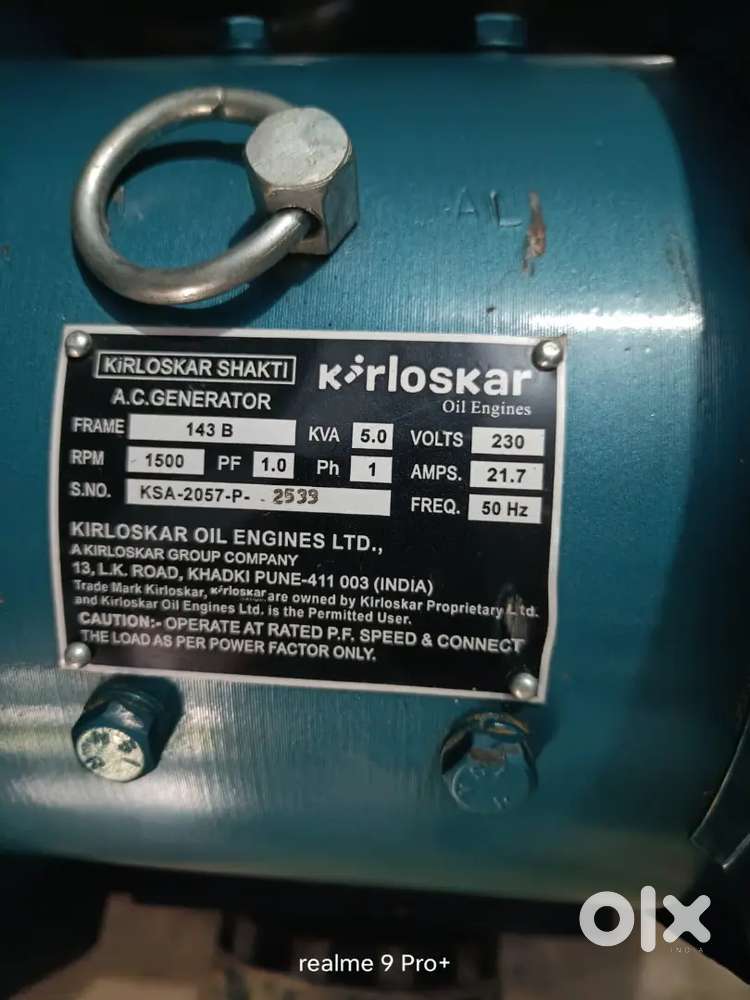 AL
KiRLOSKAR SHAKTI
Kirloskar
A.C.GENERATOR
Oil Engines
FRAME 143 B KVA 5.0 VOLTS 230
RPM 1500 PF 1.0 Ph 1 AMPS. 21.7
S.NO. KSA-2057-P- 2539 FREQ. 50 Hz
KIRLOSKAR OIL ENGINES LTD.,
A KIRLOSKAR GROUP COMPANY
13, L.K. ROAD, KHADKI PUNE-411 003 (INDIA)
Trade Mark Kirloskar, Kirloskar are owned by Kirloskar Proprietary Ltd.
and Kirloskar Oil Engines Ltd. is the Permitted User.
CAUTION:- OPERATE AT RATED P.F. SPEED & CONNECT
THE LOAD AS PER POWER FACTOR ONLY.
olx
INDIA
realme 9 Pro+